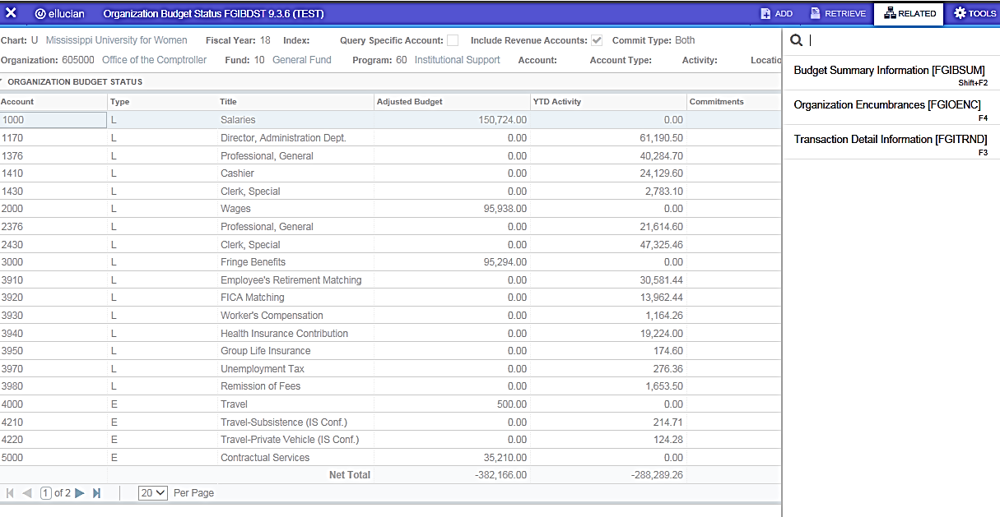 ellucian Organization Budget Status FGIBDST 9.3.6 (TEST) ADD RETRIEVE RELATED TOOLS
Chart: U Mississippi University for Women Fiscal Year: 18 Index: Query Specific Account: Include Revenue Accounts: Commit Type: Both
Organization: 605000 Office of the Comptroller Fund: 10 General Fund Program: 60 Institutional Support Account: Account Type: Activity: Locatio
ORGANIZATION BUDGET STATUS
Account Type Title Adjusted Budget YTD Activity Commitments
1000 L Salaries 150,724.00 0.00
1170 L Director, Administration Dept. 0.00 61,190.50
1376 L Professional, General 0.00 40,284.70
1410 L Cashier 0.00 24,129.60
1430 L Clerk, Special 0.00 2,783.10
2000 L Wages 95,938.00 0.00
2376 L Professional, General 0.00 21,614.60
2430 L Clerk, Special 0.00 47,325.46
3000 L Fringe Benefits 95,294.00 0.00
3910 L Employee's Retirement Matching 0.00 30,581.44
3920 L FICA Matching 0.00 13,962.44
3930 L Worker's Compensation 0.00 1,164.26
3940 L Health Insurance Contribution 0.00 19,224.00
3950 L Group Life Insurance 0.00 174.60
3970 L Unemployment Tax 0.00 276.36
3980 L Remission of Fees 0.00 1,653.50
4000 E Travel 500.00 0.00
4210 E Travel-Subsistence (IS Conf.) 0.00 214.71
4220 E Travel-Private Vehicle (IS Conf.) 0.00 124.28
5000 E Contractual Services 35,210.00 0.00
Net Total -382,166.00 -288,289.26
1 of 2 20 Per Page
Budget Summary Information [FGIBSUM]
Shift+F2
Organization Encumbrances [FGIOENC]
F4
Transaction Detail Information [FGITRND]
F3